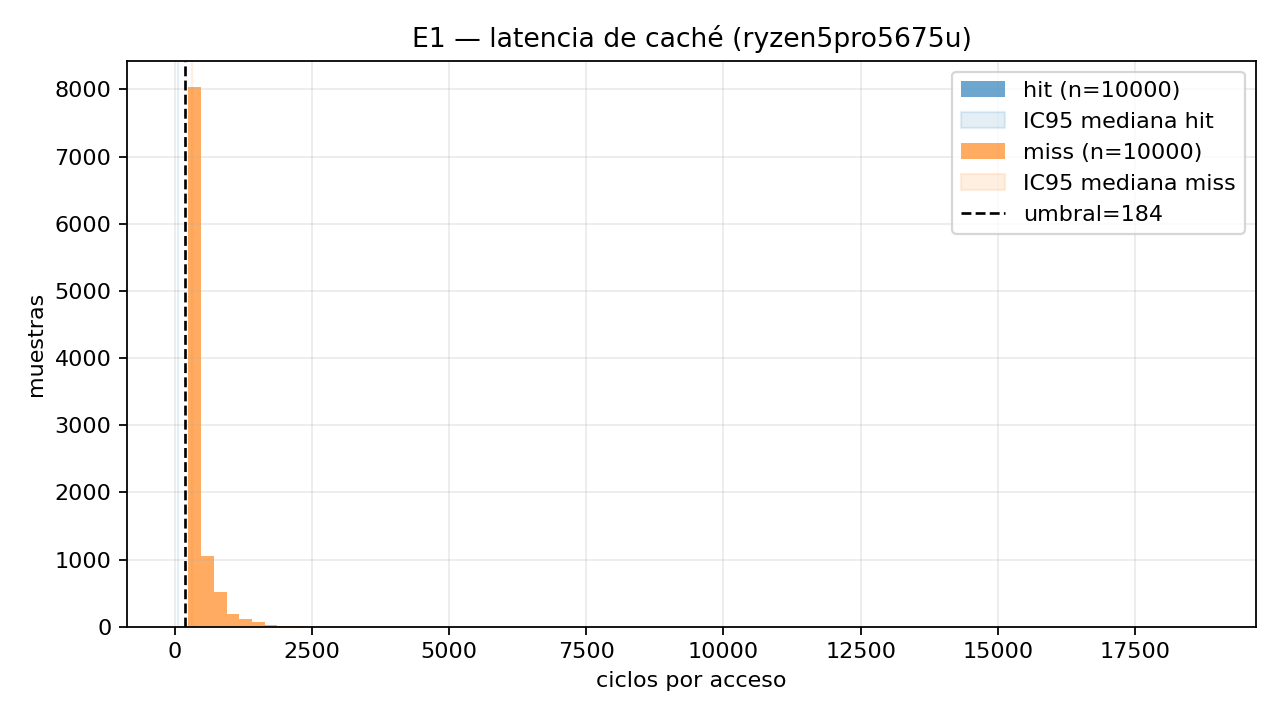 E1 — latencia de caché (ryzen5pro5675u)
hit (n=10000)
IC95 mediana hit
miss (n=10000)
IC95 mediana miss
umbral=184
muestras
8000
7000
6000
5000
4000
3000
2000
1000
0
0 2500 5000 7500 10000 12500 15000 17500
ciclos por acceso